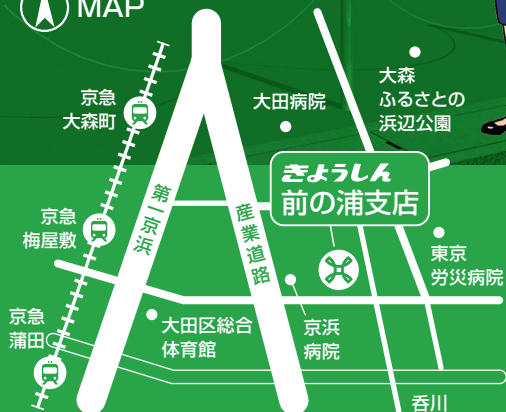 MAP
京急
大森町
大田病院
大森
ふるさとの
浜辺公園
きょうしん
前の浦支店
第一京浜
産業道路
京急
梅屋敷
東京
労災病院
京急
蒲田
大田区総合
体育館
京浜
病院
呑川